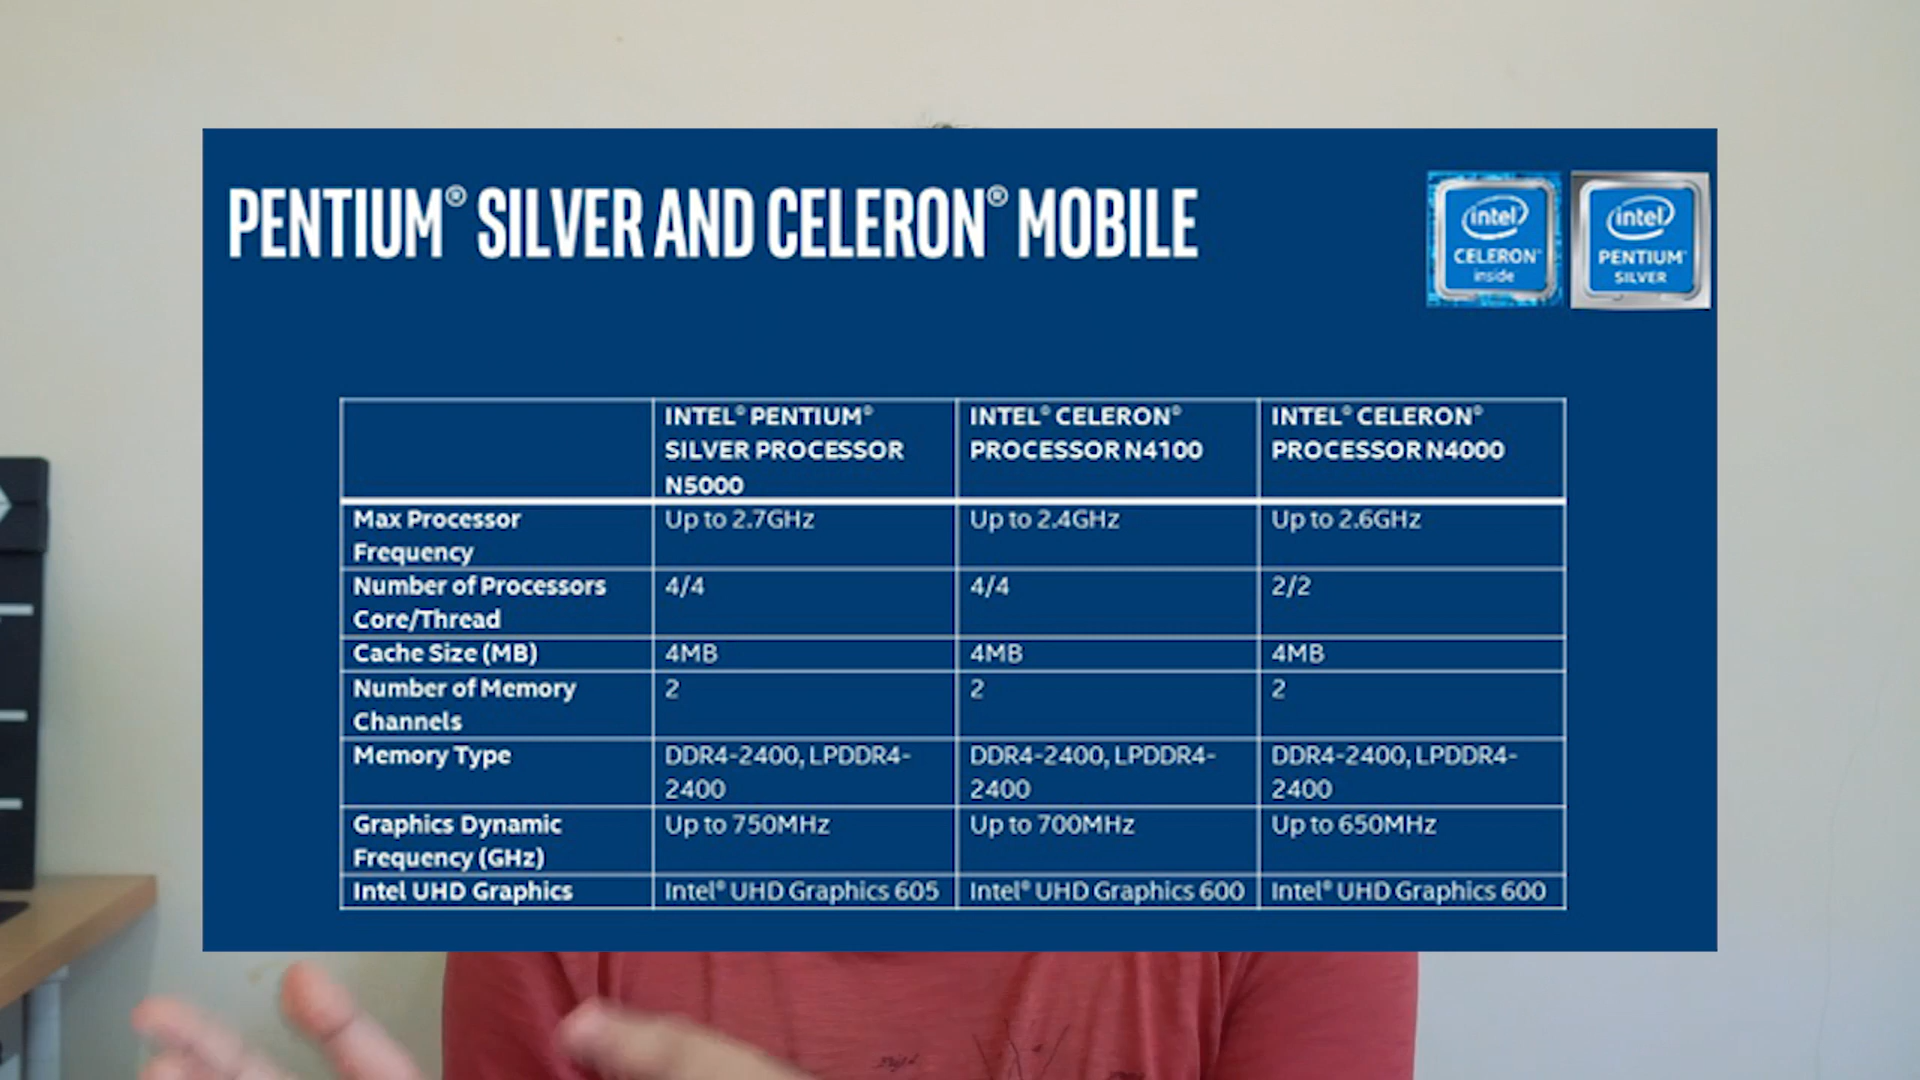 PENTIUM® SILVER AND CELERON® MOBILE
intel
CELERON®
inside
intel
PENTIUM®
SILVER
INTEL® PENTIUM®
SILVER PROCESSOR
N5000
INTEL® CELERON®
PROCESSOR N4100
INTEL® CELERON®
PROCESSOR N4000
Max Processor
Frequency
Up to 2.7GHz
Up to 2.4GHz
Up to 2.6GHz
Number of Processors
Core/Thread
4/4
4/4
2/2
Cache Size (MB)
4MB
4MB
4MB
Number of Memory
Channels
2
2
2
Memory Type
DDR4-2400, LPDDR4-
2400
DDR4-2400, LPDDR4-
2400
DDR4-2400, LPDDR4-
2400
Graphics Dynamic
Frequency (GHz)
Up to 750MHz
Up to 700MHz
Up to 650MHz
Intel UHD Graphics
Intel® UHD Graphics 605
Intel® UHD Graphics 600
Intel® UHD Graphics 600